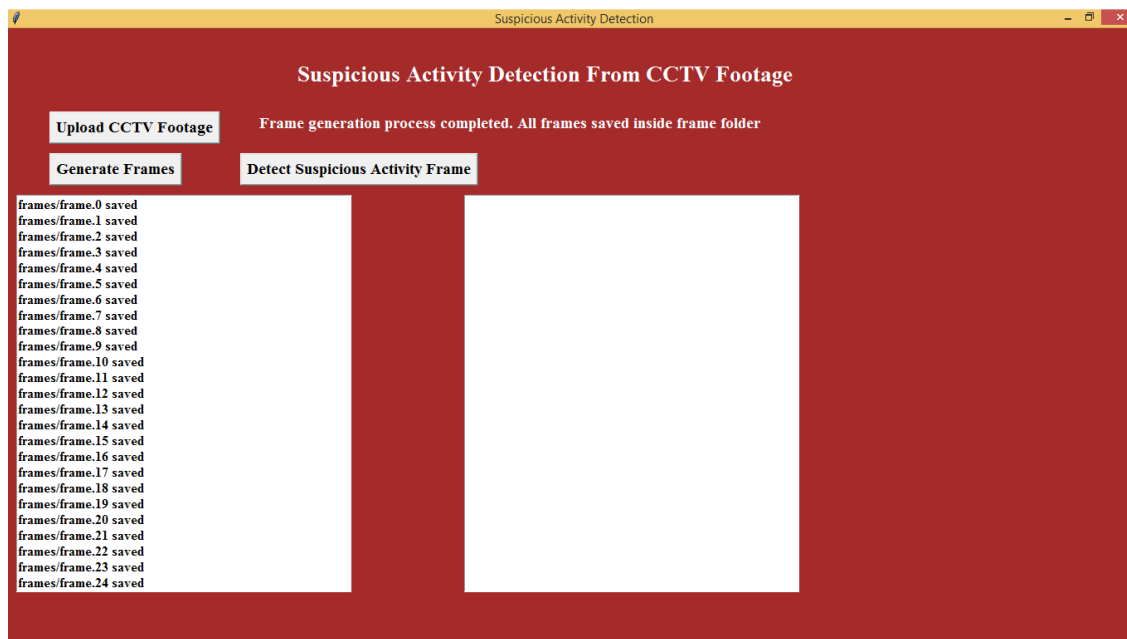 Suspicious Activity Detection
Suspicious Activity Detection From CCTV Footage
Upload CCTV Footage
Frame generation process completed. All frames saved inside frame folder
Generate Frames
Detect Suspicious Activity Frame
frames/frame.0 saved
frames/frame.1 saved
frames/frame.2 saved
frames/frame.3 saved
frames/frame.4 saved
frames/frame.5 saved
frames/frame.6 saved
frames/frame.7 saved
frames/frame.8 saved
frames/frame.9 saved
frames/frame.10 saved
frames/frame.11 saved
frames/frame.12 saved
frames/frame.13 saved
frames/frame.14 saved
frames/frame.15 saved
frames/frame.16 saved
frames/frame.17 saved
frames/frame.18 saved
frames/frame.19 saved
frames/frame.20 saved
frames/frame.21 saved
frames/frame.22 saved
frames/frame.23 saved
frames/frame.24 saved